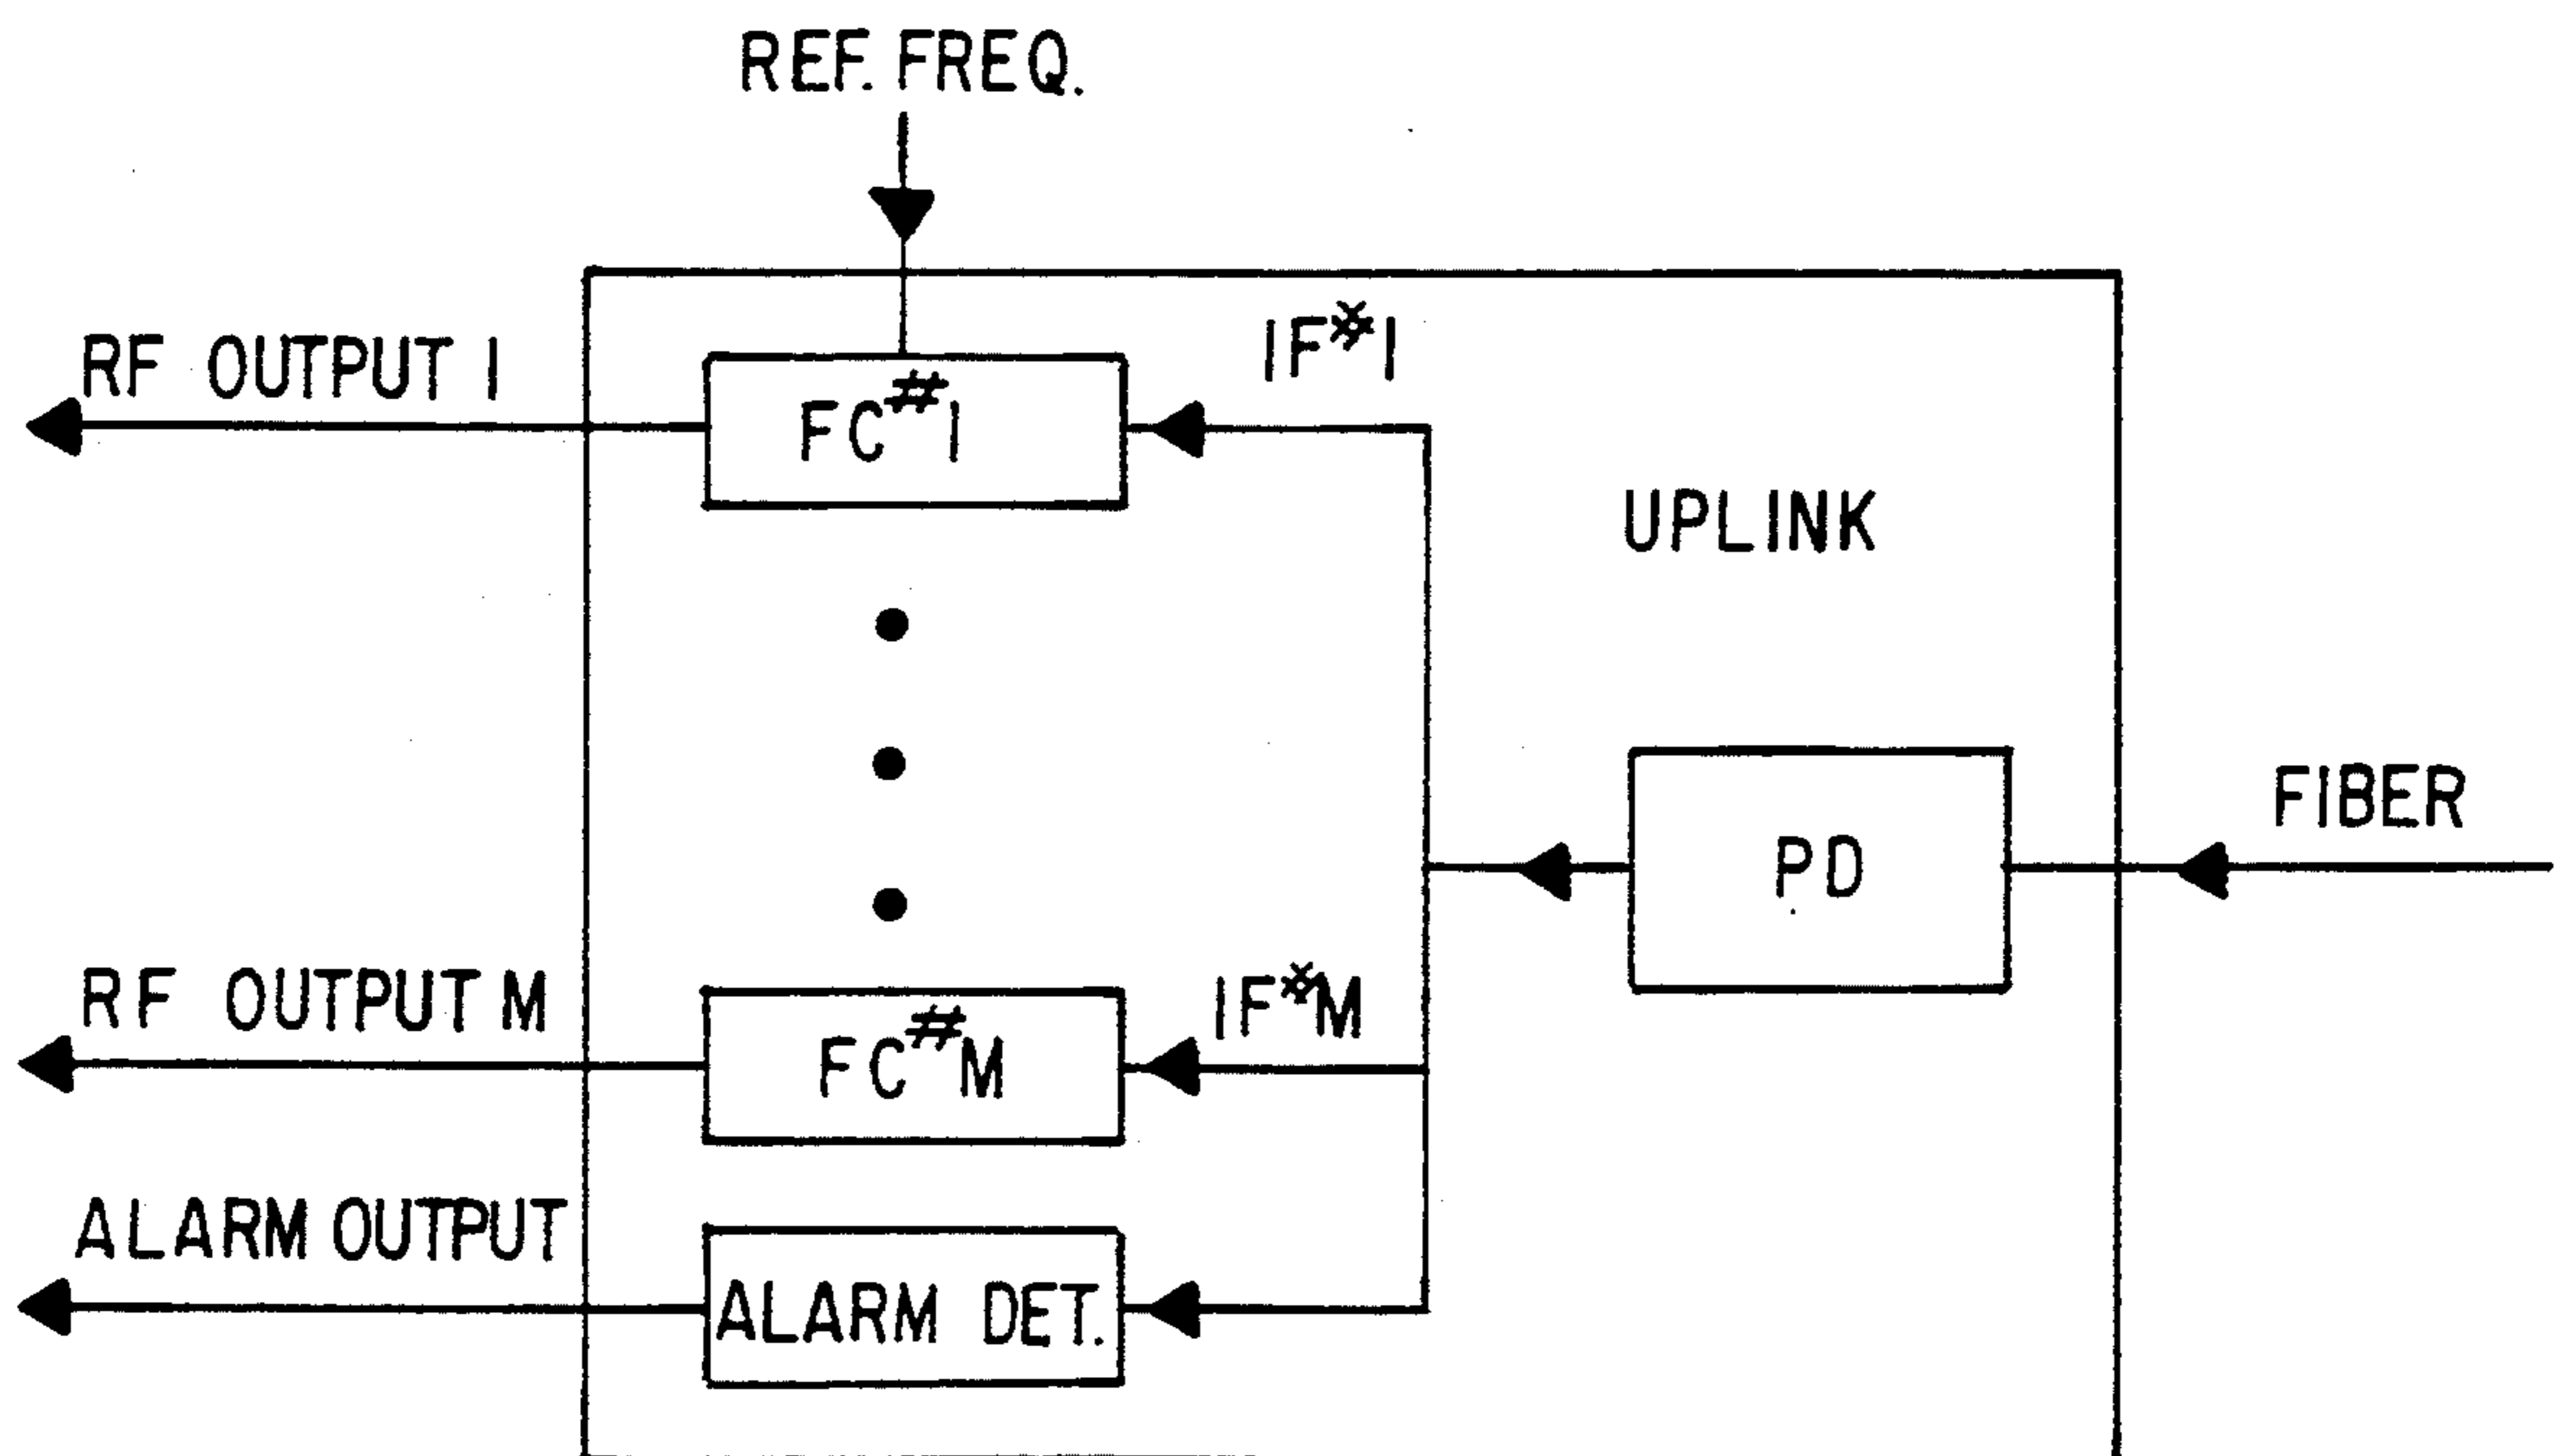 REF. FREQ.
RF OUTPUT 1
FC#1
IF#1
UPLINK
FIBER
PD
RF OUTPUT M
FC#M
IF#M
ALARM OUTPUT
ALARM DET.